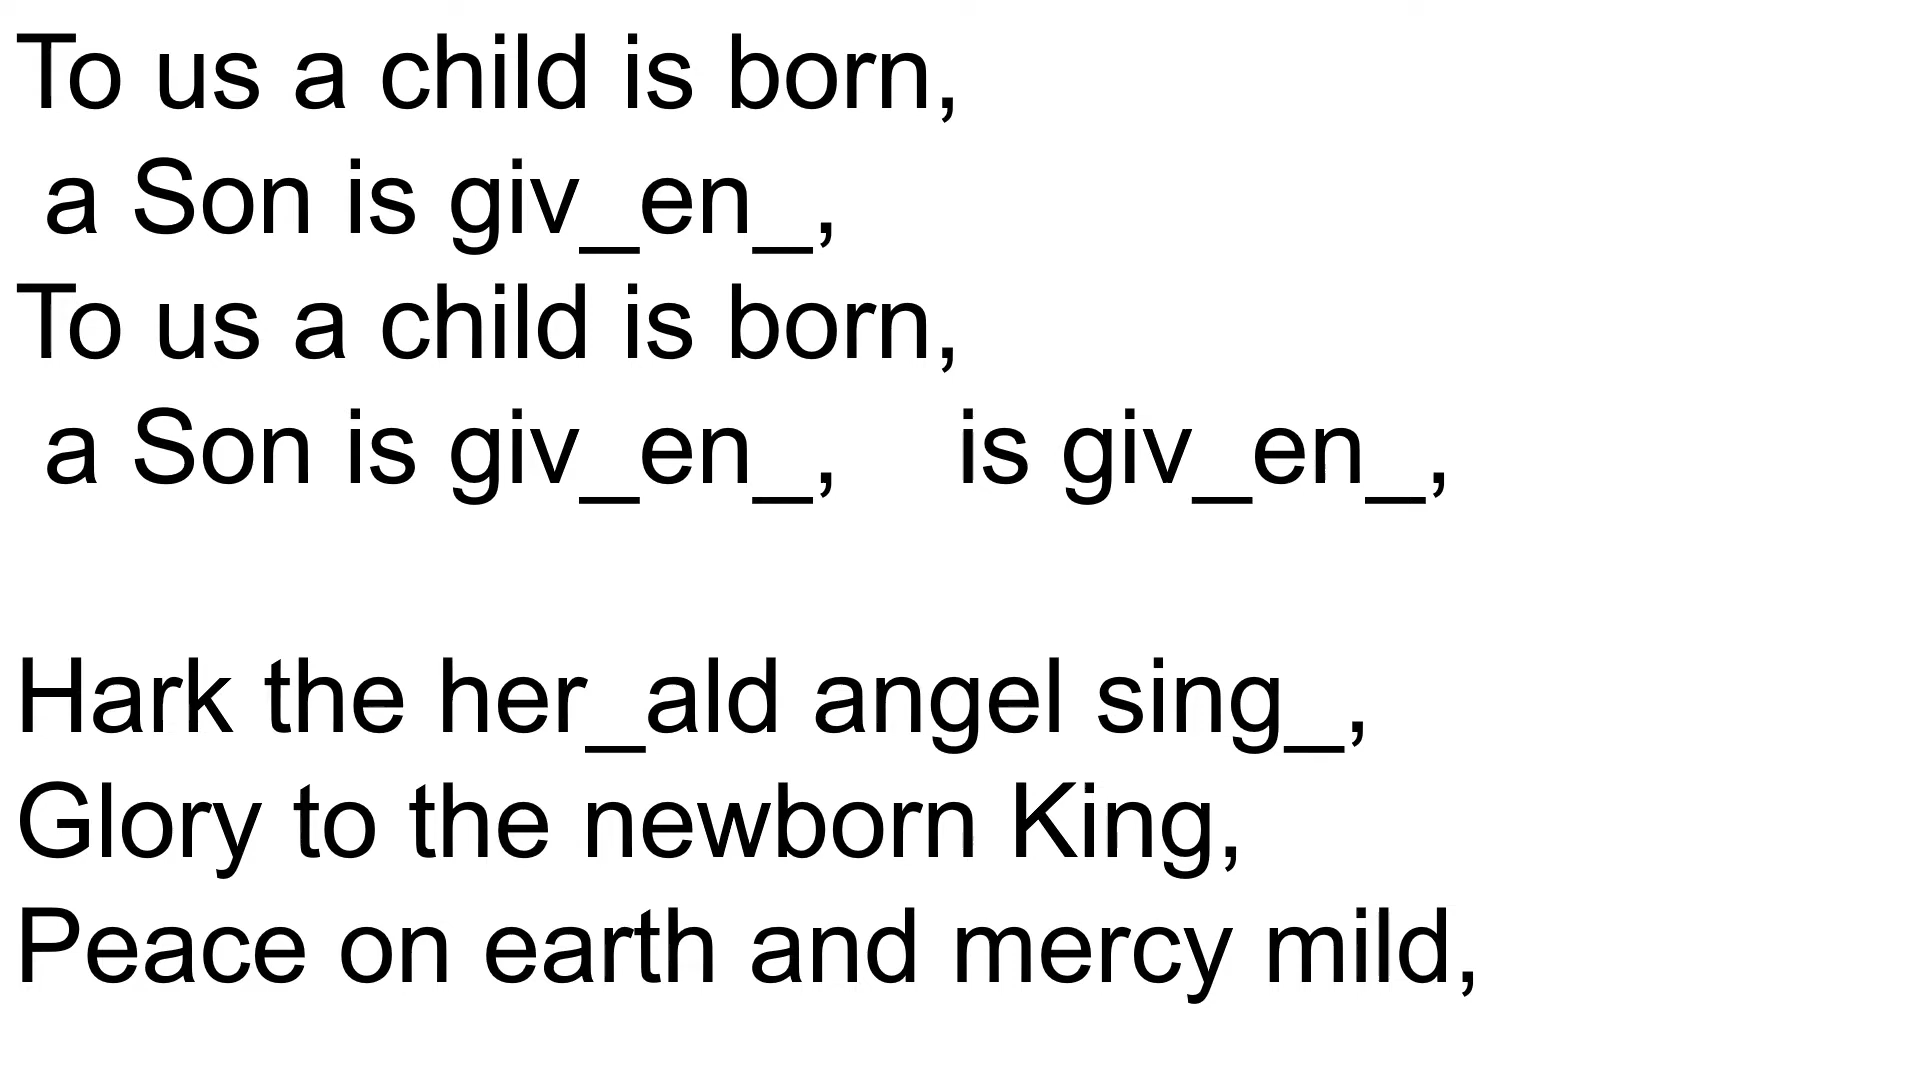 To us a child is born,
a Son is giv_en_,
To us a child is born,
a Son is giv_en_, is giv_en_,
Hark the her_ald angel sing_,
Glory to the newborn King,
Peace on earth and mercy mild,